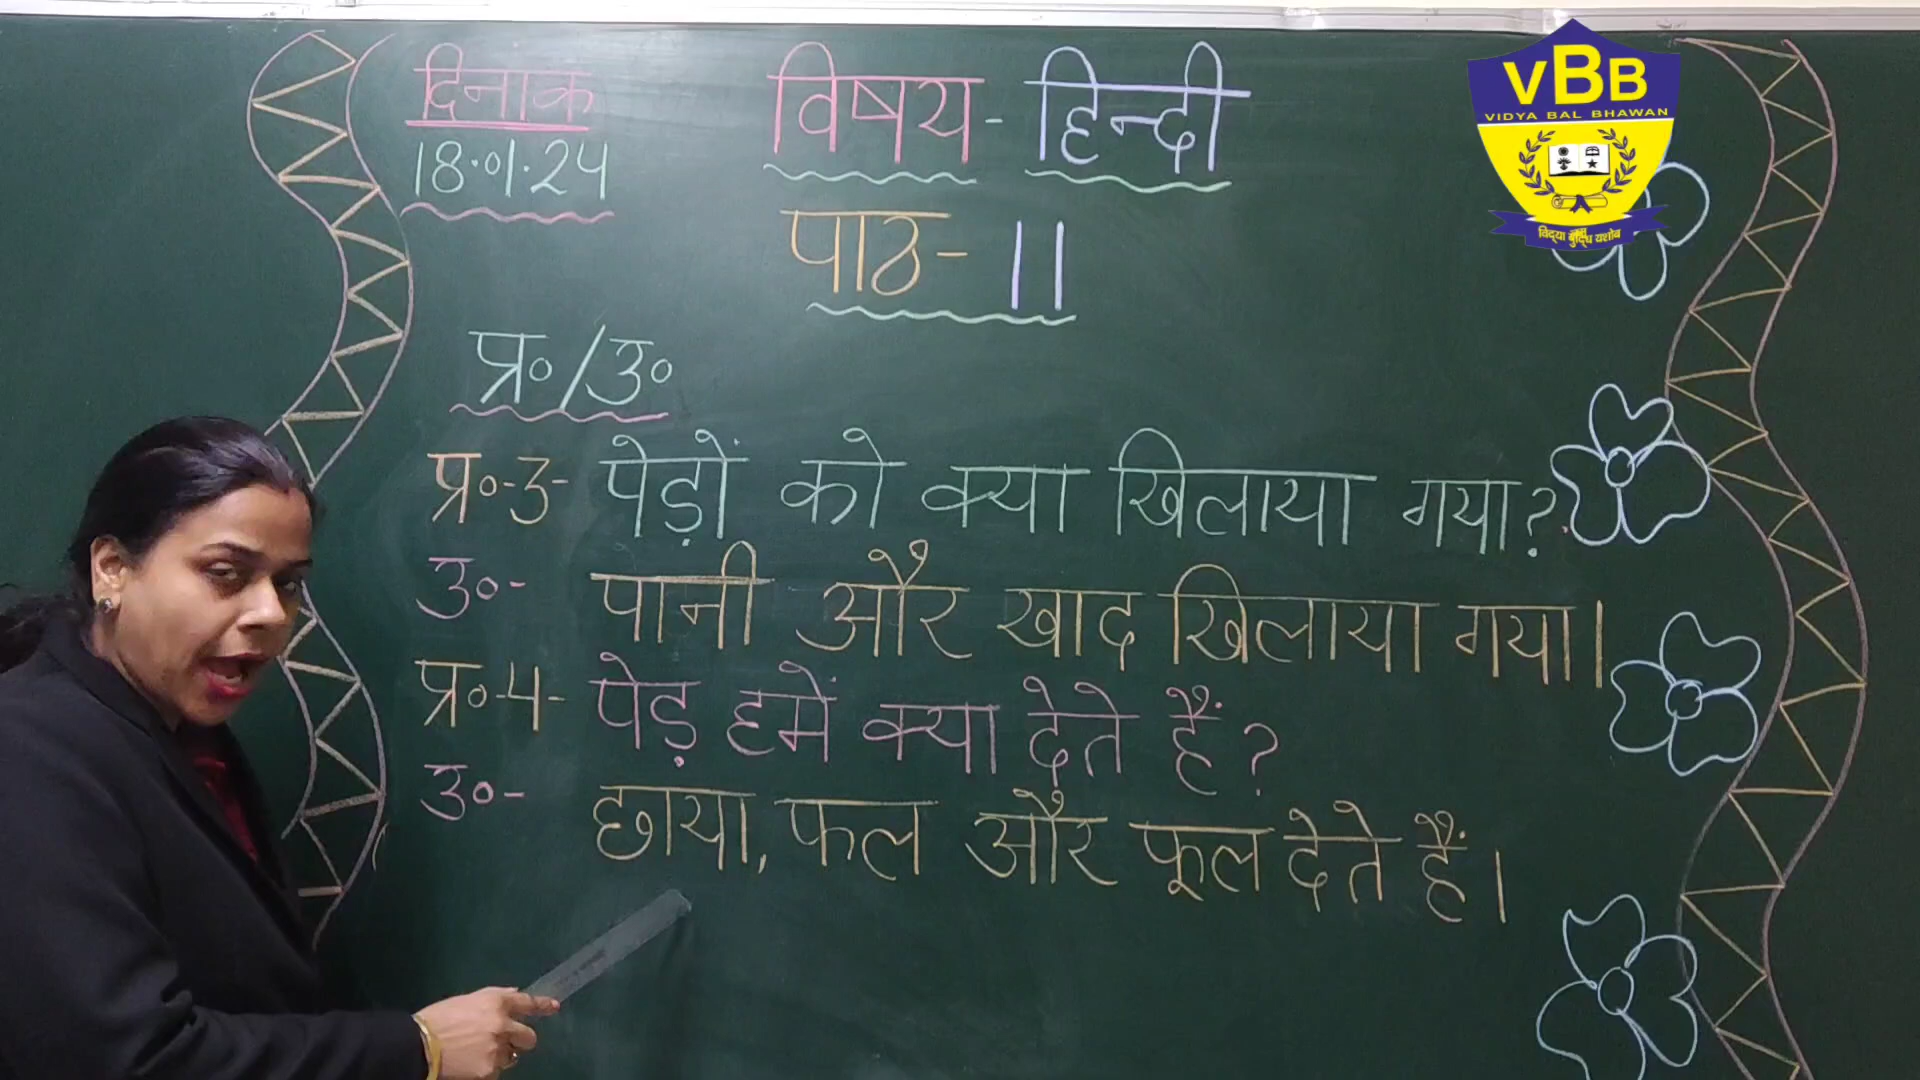 दिनाक
18.01.24
विषय - हिन्दी
पाठ - 11
प्र०/उ०
प्र०-3- पेड़ों को क्या खिलाया गया?
उ०- पानी और खाद खिलाया गया।
प्र०-4- पेड़ हमें क्या देते हैं?
उ०- छाया, फल और फूल देते हैं।
VBB
VIDYA BAL BHAWAN
विद्या बुद्धि यशोब